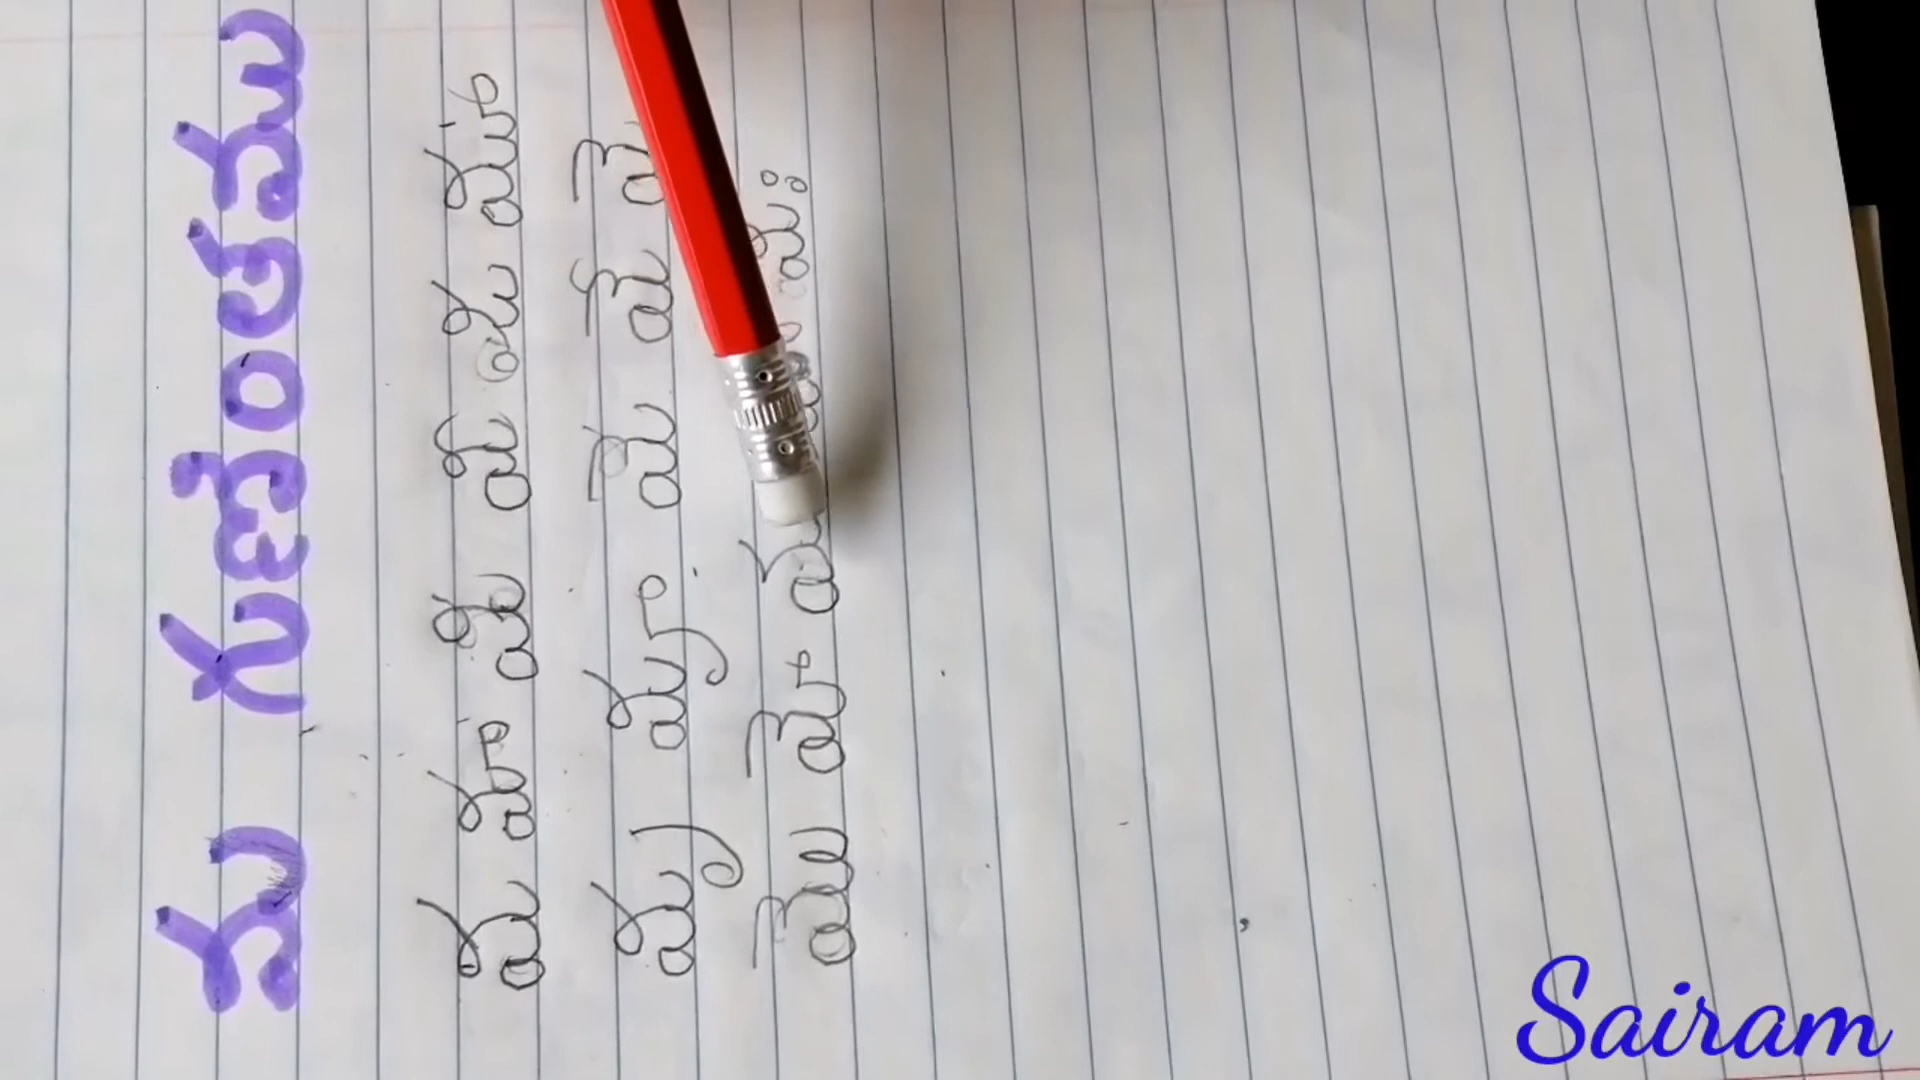 మ గుణింతము
మ మా మి మీ ము మూ
మృ మౄ మె మే
మొ మో మః
Sairam